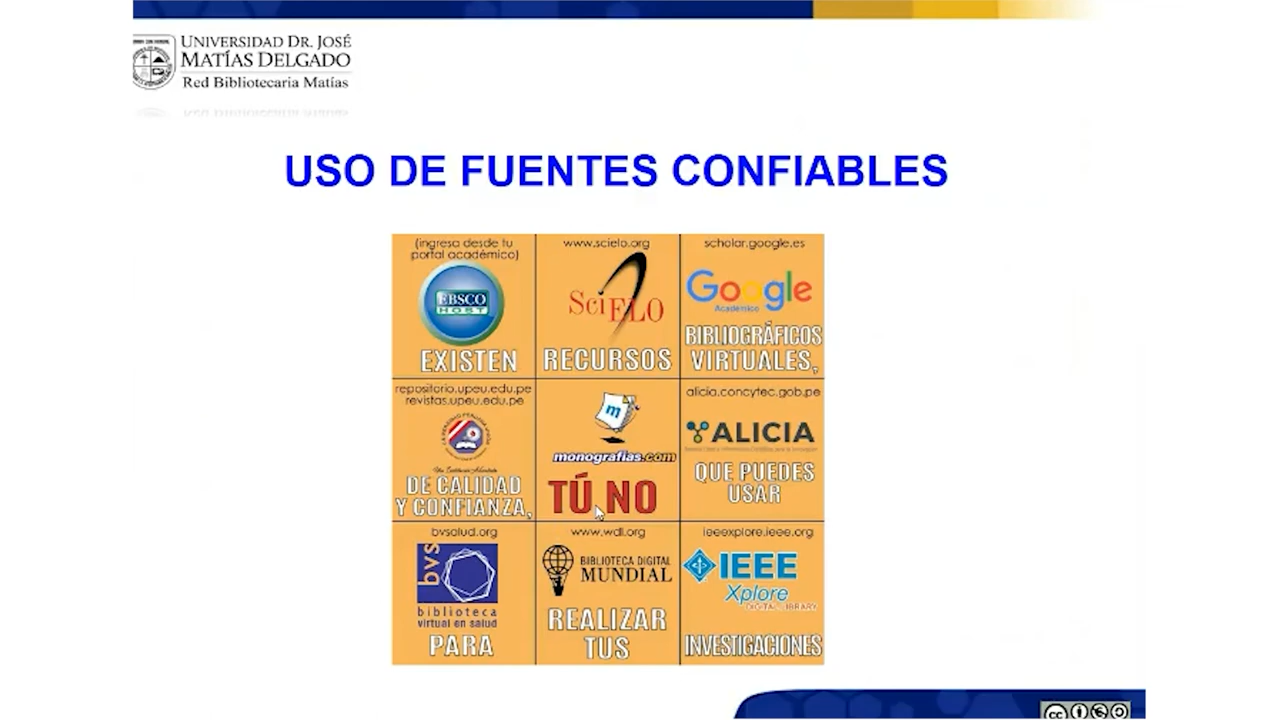 UNIVERSIDAD DR. JOSÉ
MATÍAS DELGADO
Red Bibliotecaria Matías
USO DE FUENTES CONFIABLES
(ingresa desde tu
portal académico)
EBSCO
HOST
EXISTEN
www.scielo.org
SciELO
RECURSOS
scholar.google.es
Google
Académico
BIBLIOGRÁFICOS
VIRTUALES,
repositorio.upeu.edu.pe
revistas.upeu.edu.pe
DE CALIDAD
Y CONFIANZA,
m
monografias.com
TÚ NO
alicia.concytec.gob.pe
ALICIA
QUE PUEDES
USAR
bvsalud.org
bvs
biblioteca
virtual en salud
PARA
www.wdl.org
BIBLIOTECA DIGITAL
MUNDIAL
REALIZAR
TUS
ieeexplore.ieee.org
IEEE
Xplore
DIGITAL LIBRARY
INVESTIGACIONES
cc